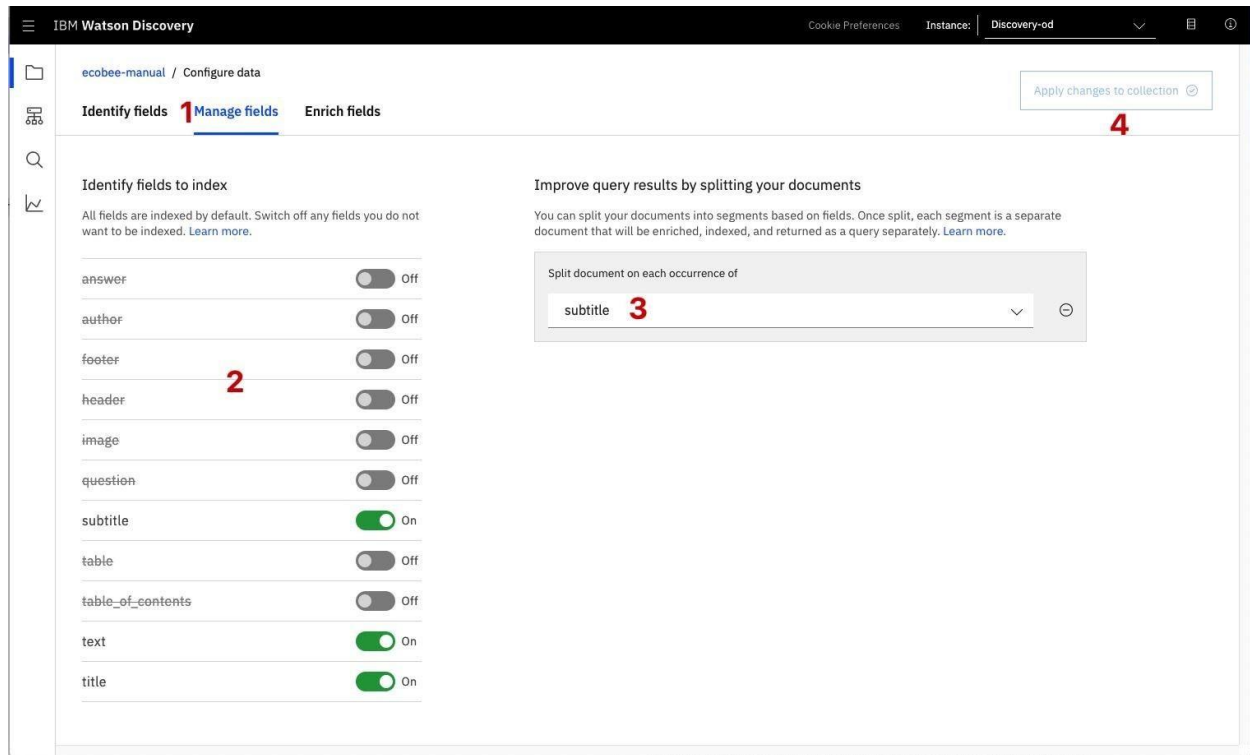 IBM Watson Discovery
Cookie Preferences
Instance:
Discovery-od
ecobee-manual / Configure data
Identify fields
1
Manage fields
Enrich fields
Apply changes to collection
4
Identify fields to index
All fields are indexed by default. Switch off any fields you do not
want to be indexed. Learn more.
answer Off
author Off
footer Off
2
header Off
image Off
question Off
subtitle On
table Off
table_of_contents Off
text On
title On
Improve query results by splitting your documents
You can split your documents into segments based on fields. Once split, each segment is a separate
document that will be enriched, indexed, and returned as a query separately. Learn more.
Split document on each occurrence of
subtitle
3